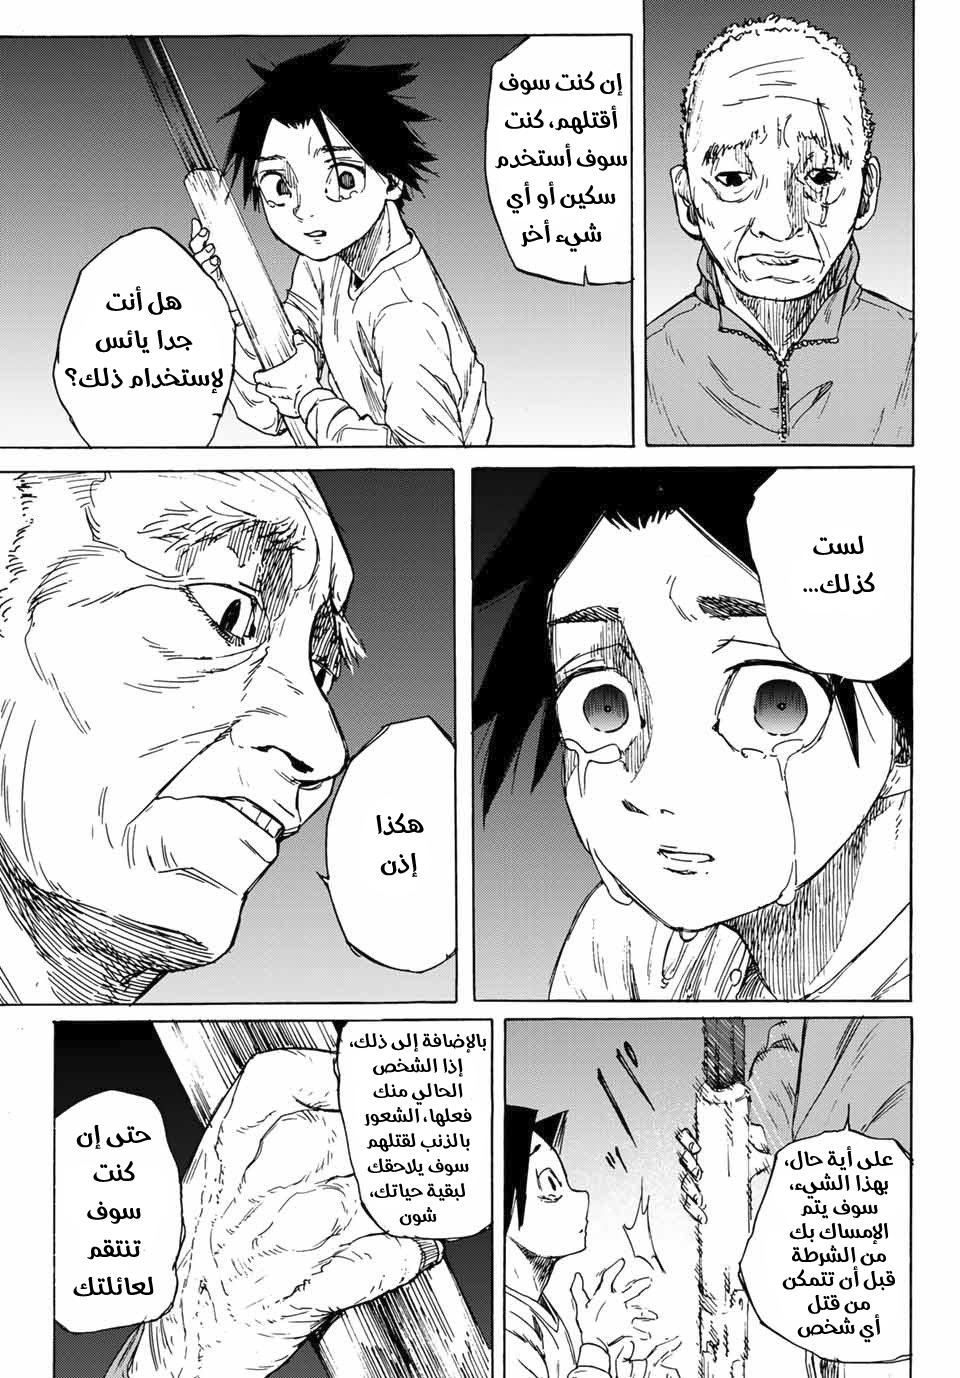 إن كنت سوف
أقتلهم، كنت
سوف أستخدم
سكين أو أي
شيء أخر
هل أنت
جدا يائس
لإستخدام ذلك؟
لست
كذلك...
هكذا
إذن
على أية حال،
بهذا الشيء،
سوف يتم
الإمساك بك
من الشرطة
قبل أن تتمكن
من قتل
أي شخص
بالإضافة إلى ذلك،
إذا الشخص
الحالي منك
فعلها، الشعور
بالذنب لقتلهم
سوف يلاحقك
لبقية حياتك،
شون
حتى إن
كنت
سوف
تنتقم
لعائلتك